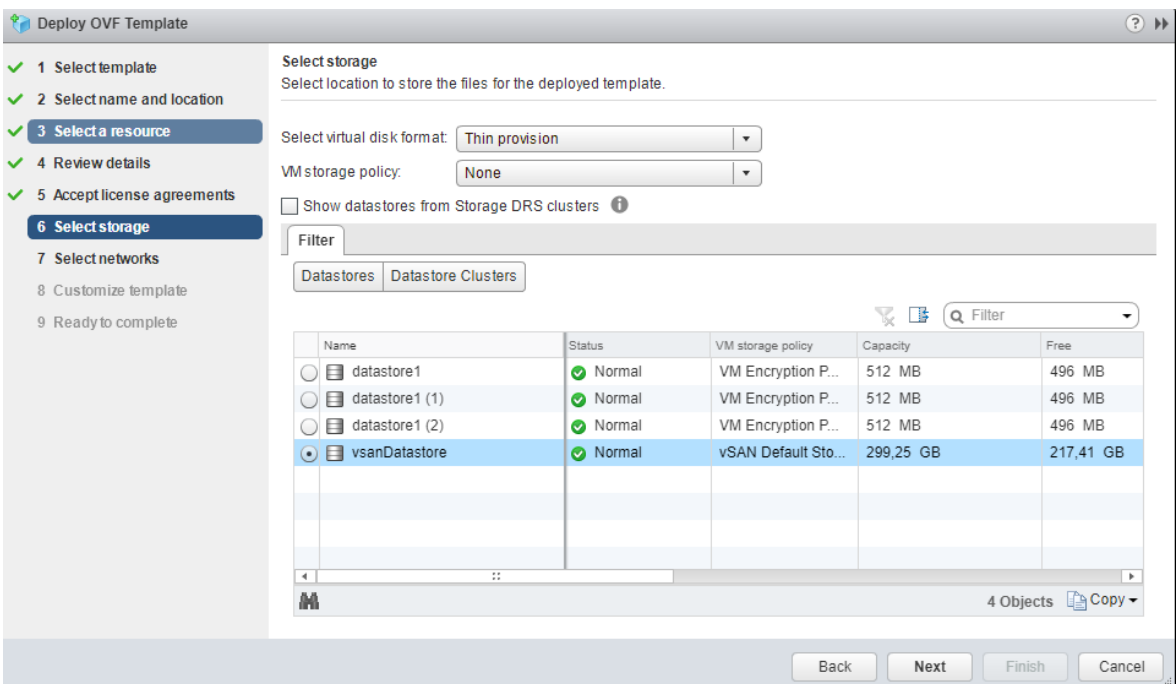 Deploy OVF Template
1 Select template
2 Select name and location
3 Select a resource
4 Review details
5 Accept license agreements
6 Select storage
7 Select networks
8 Customize template
9 Ready to complete
Select storage
Select location to store the files for the deployed template.
Select virtual disk format: Thin provision
VM storage policy: None
Show datastores from Storage DRS clusters
Filter
Datastores Datastore Clusters
Filter
Name Status VM storage policy Capacity Free
datastore1 Normal VM Encryption P... 512 MB 496 MB
datastore1 (1) Normal VM Encryption P... 512 MB 496 MB
datastore1 (2) Normal VM Encryption P... 512 MB 496 MB
vsanDatastore Normal vSAN Default Sto... 299,25 GB 217,41 GB
4 Objects Copy
Back Next Finish Cancel